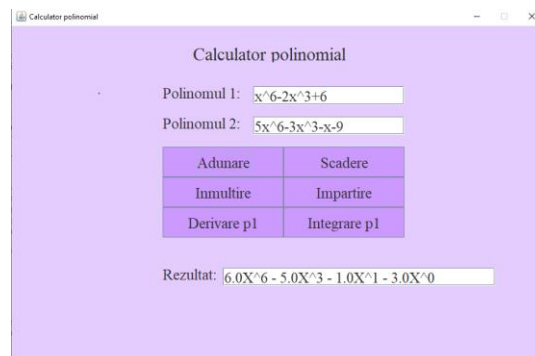 Calculator polinomial
Calculator polinomial
Polinomul 1: x^6-2x^3+6
Polinomul 2: 5x^6-3x^3-x-9
Adunare Scadere
Inmultire Impartire
Derivare p1 Integrare p1
Rezultat: 6.0X^6 - 5.0X^3 - 1.0X^1 - 3.0X^0